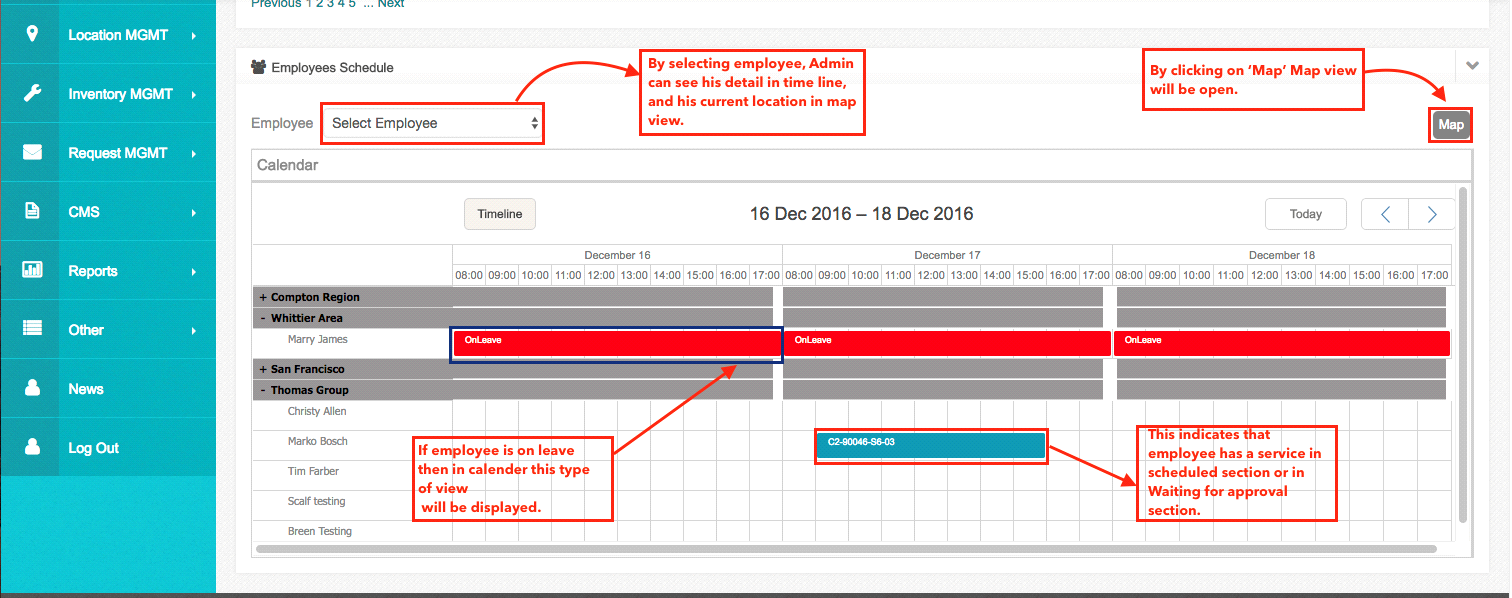 Previous 1 2 3 4 5 ... Next
Location MGMT
Inventory MGMT
Request MGMT
CMS
Reports
Other
News
Log Out
Employees Schedule
By selecting employee, Admin
can see his detail in time line,
and his current location in map
view.
By clicking on ‘Map’ Map view
will be open.
Employee
Select Employee
Map
Calendar
Timeline
16 Dec 2016 – 18 Dec 2016
Today
December 16
December 17
December 18
08:00 09:00 10:00 11:00 12:00 13:00 14:00 15:00 16:00 17:00 08:00 09:00 10:00 11:00 12:00 13:00 14:00 15:00 16:00 17:00 08:00 09:00 10:00 11:00 12:00 13:00 14:00 15:00 16:00 17:00
+ Compton Region
- Whittier Area
Marry James
OnLeave
OnLeave
OnLeave
+ San Francisco
- Thomas Group
Christy Allen
Marko Bosch
C2-90046-S6-03
Tim Farber
Scalf testing
Breen Testing
If employee is on leave
then in calender this type
of view
will be displayed.
This indicates that
employee has a service in
scheduled section or in
Waiting for approval
section.